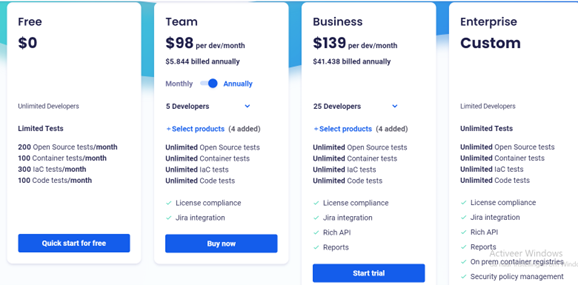 Free
$0
Unlimited Developers
Limited Tests
200 Open Source tests/month
100 Container tests/month
300 IaC tests/month
100 Code tests/month
Quick start for free
Team
$98 per dev/month
$5.844 billed annually
Monthly Annually
5 Developers
+Select products (4 added)
Unlimited Open Source tests
Unlimited Container tests
Unlimited IaC tests
Unlimited Code tests
License compliance
Jira integration
Buy now
Business
$139 per dev/month
$41.438 billed annually
25 Developers
+Select products (4 added)
Unlimited Open Source tests
Unlimited Container tests
Unlimited IaC tests
Unlimited Code tests
License compliance
Jira integration
Rich API
Reports
Start trial
Enterprise
Custom
Limited Developers
Unlimited Tests
Unlimited Open Source tests
Unlimited Container tests
Unlimited IaC tests
Unlimited Code tests
License compliance
Jira integration
Rich API
Reports
On prem container registries
Security policy management
Activeer Windows